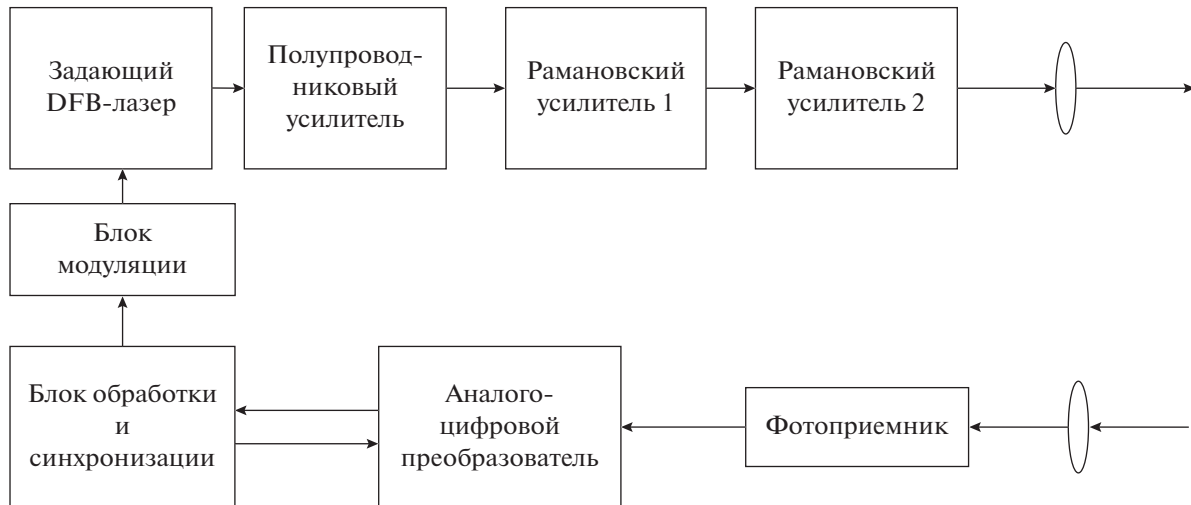 Задающий
DFB-лазер
Полупровод-
никовый
усилитель
Рамановский
усилитель 1
Рамановский
усилитель 2
Блок
модуляции
Блок обработки
и
синхронизации
Аналого-
цифровой
преобразователь
Фотоприемник